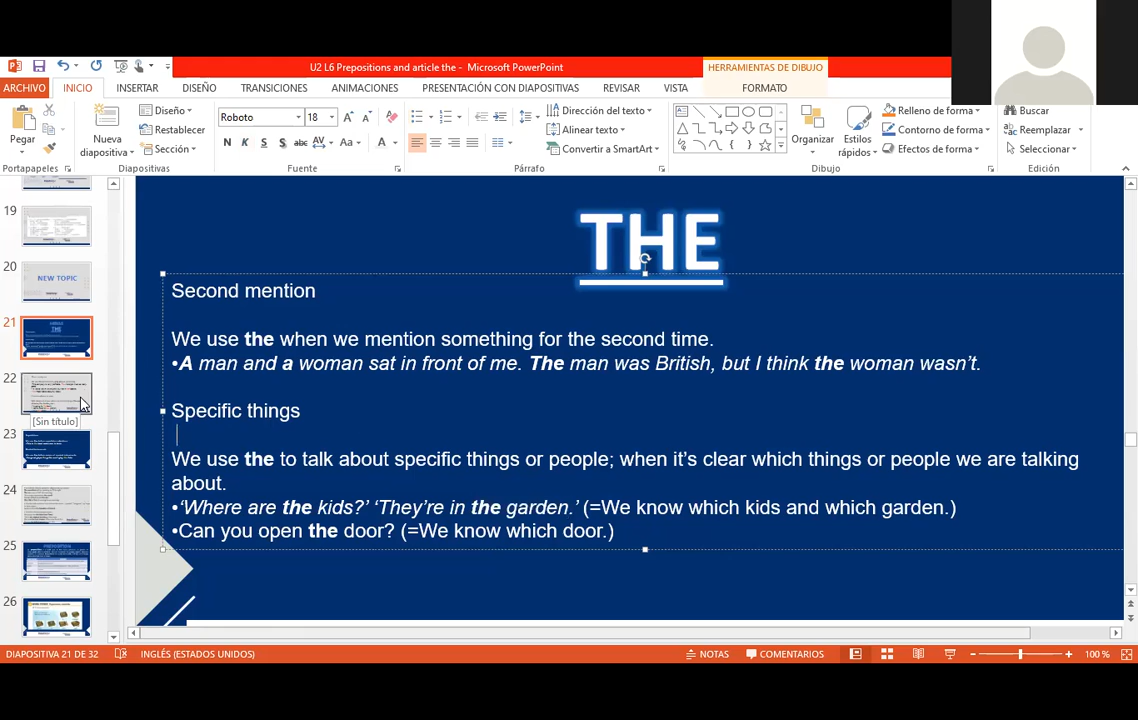 U2 L6 Prepositions and article the - Microsoft PowerPoint
HERRAMIENTAS DE DIBUJO
ARCHIVO INICIO INSERTAR DISEÑO TRANSICIONES ANIMACIONES PRESENTACIÓN CON DIAPOSITIVAS REVISAR VISTA FORMATO
Pegar
Nueva diapositiva
Diseño
Restablecer
Sección
Roboto 18
N K S S abc AV Aa A
Dirección del texto
Alinear texto
Convertir a SmartArt
Organizar
Estilos rápidos
Relleno de forma
Contorno de forma
Efectos de forma
Buscar
Reemplazar
Seleccionar
Portapapeles Diapositivas Fuente Párrafo Dibujo Edición
19
20
NEW TOPIC
21
THE
22
[Sin título]
23
24
25
26
THE
Second mention
We use the when we mention something for the second time.
•A man and a woman sat in front of me. The man was British, but I think the woman wasn't.
Specific things
We use the to talk about specific things or people; when it's clear which things or people we are talking
about.
•'Where are the kids?' 'They're in the garden.' (=We know which kids and which garden.)
•Can you open the door? (=We know which door.)
DIAPOSITIVA 21 DE 32 INGLÉS (ESTADOS UNIDOS) NOTAS COMENTARIOS 100 %